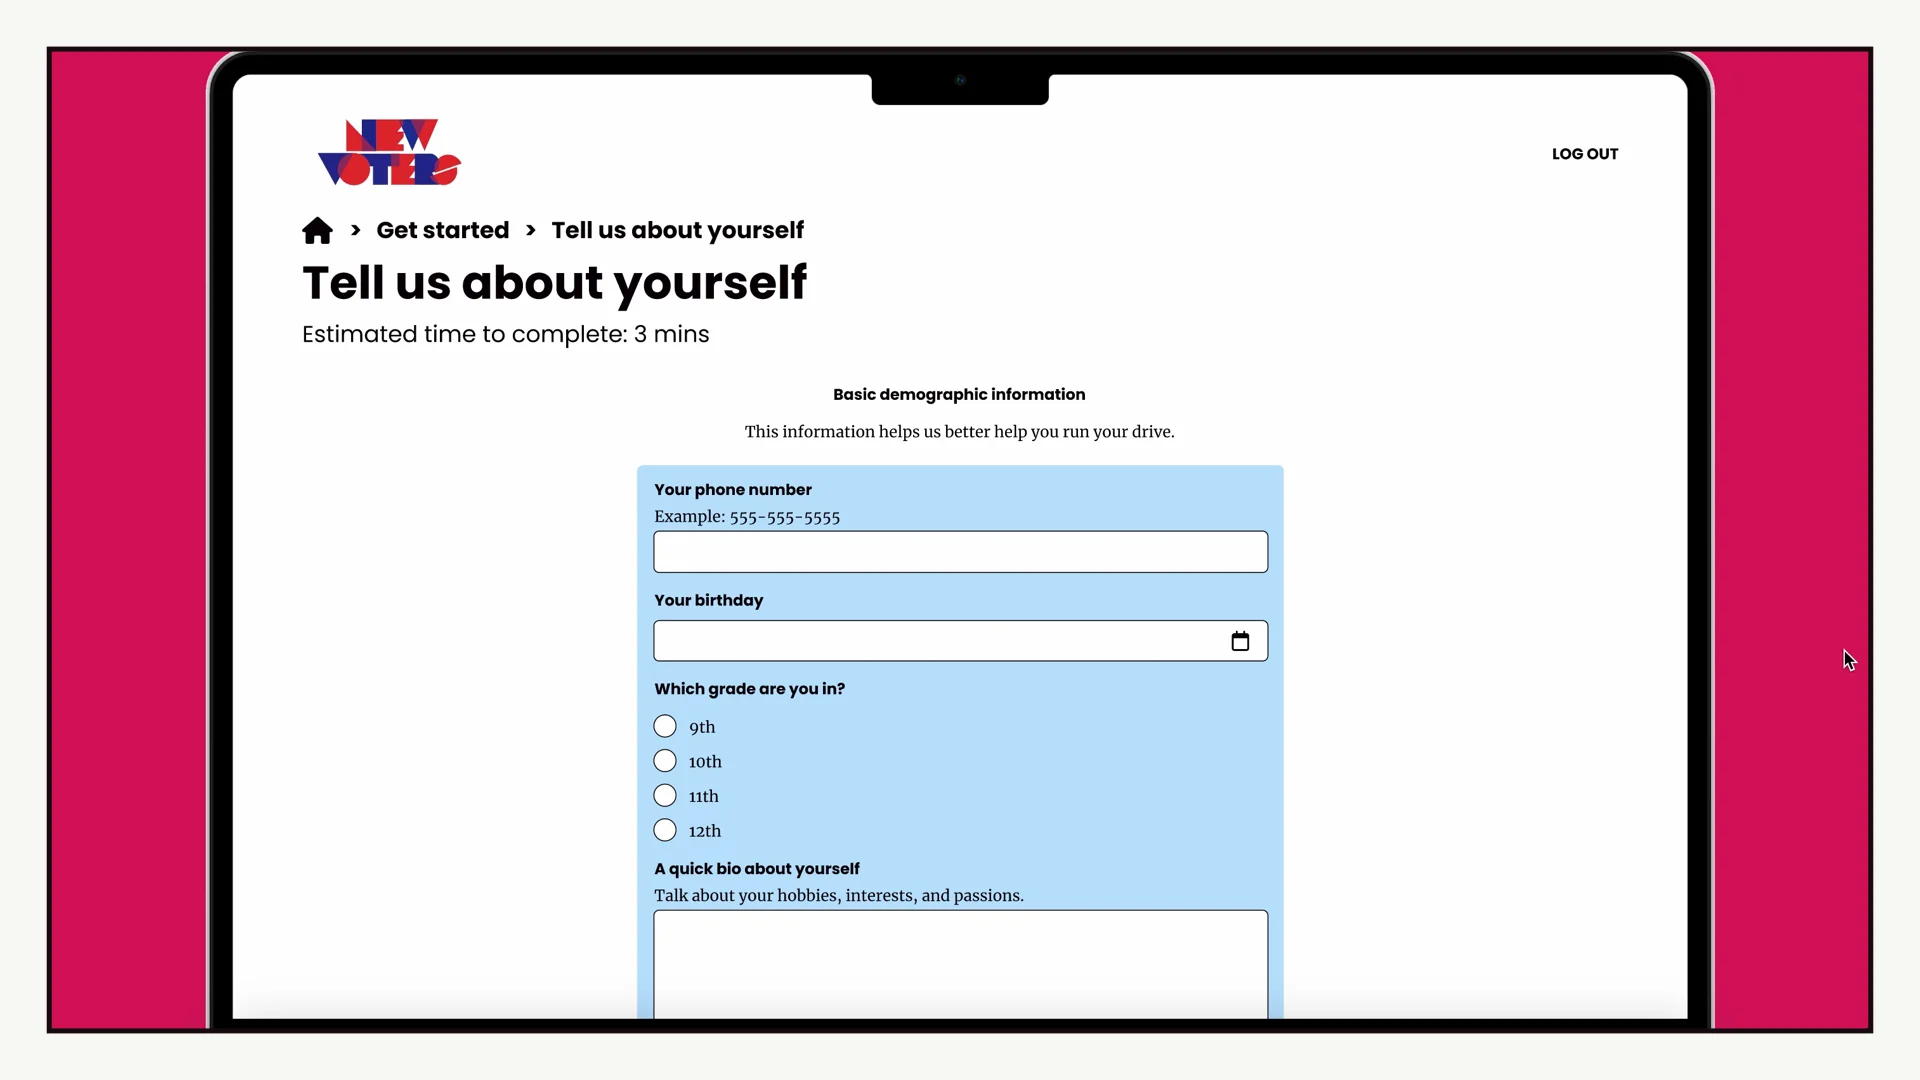 NEW
VOTERS
LOG OUT
> Get started > Tell us about yourself
Tell us about yourself
Estimated time to complete: 3 mins
Basic demographic information
This information helps us better help you run your drive.
Your phone number
Example: 555-555-5555
Your birthday
Which grade are you in?
9th
10th
11th
12th
A quick bio about yourself
Talk about your hobbies, interests, and passions.